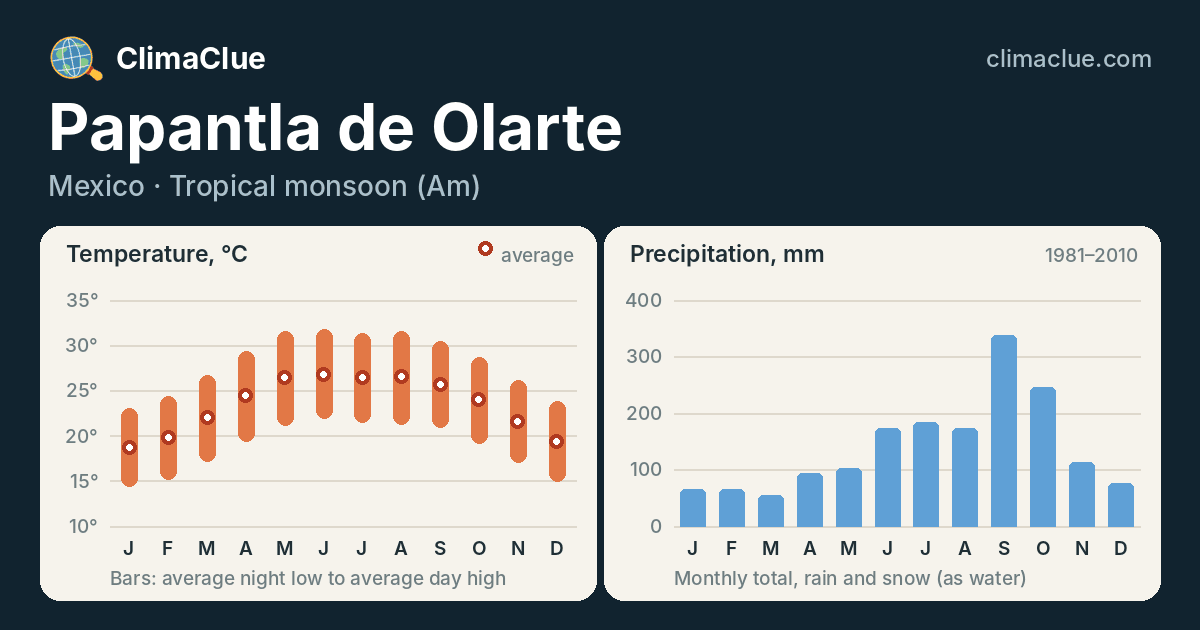 ClimaClue
climaclue.com
Papantla de Olarte
Mexico · Tropical monsoon (Am)
Temperature, °C
average
35°
30°
25°
20°
15°
10°
J F M A M J J A S O N D
Bars: average night low to average day high
Precipitation, mm
1981–2010
400
300
200
100
0
J F M A M J J A S O N D
Monthly total, rain and snow (as water)